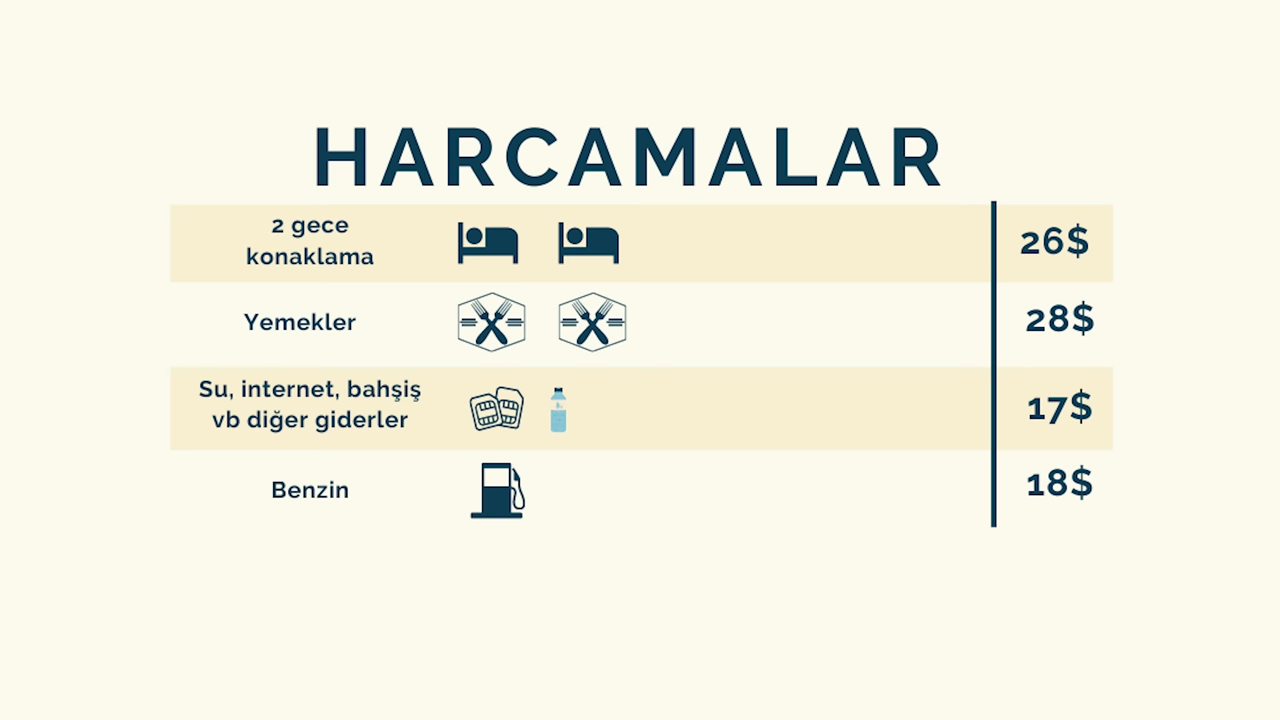 HARCAMALAR
2 gece
konaklama
26$
Yemekler
28$
Su, internet, bahşiş
vb diğer giderler
17$
Benzin
18$